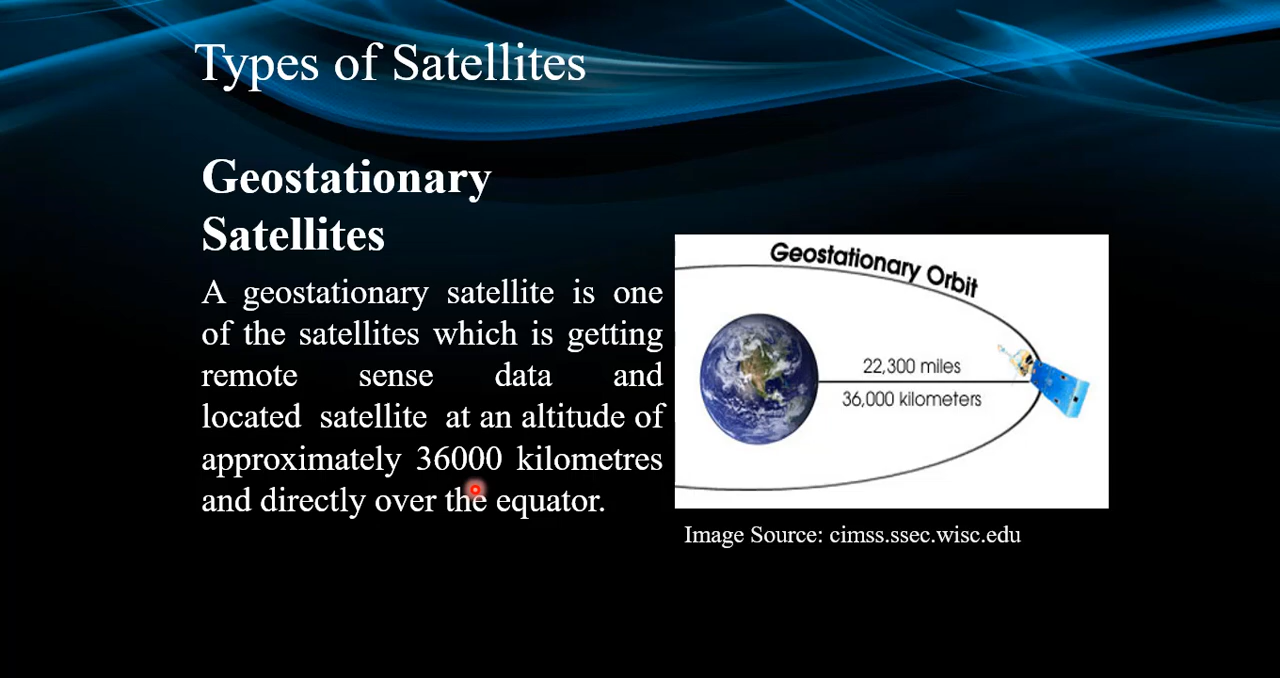 Types of Satellites
Geostationary
Satellites
A geostationary satellite is one
of the satellites which is getting
remote sense data and
located satellite at an altitude of
approximately 36000 kilometres
and directly over the equator.
Geostationary Orbit
22,300 miles
36,000 kilometers
Image Source: cimss.ssec.wisc.edu